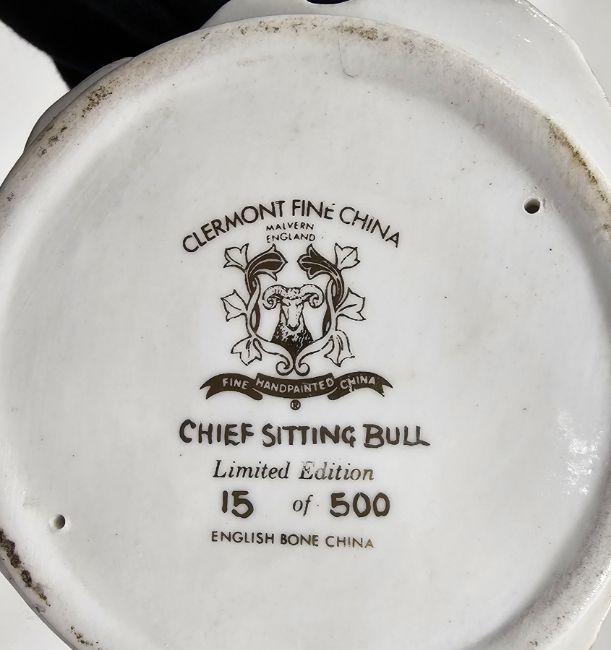 CLERMONT FINE CHINA
MALVERN
ENGLAND
FINE HANDPAINTED CHINA
®
CHIEF SITTING BULL
Limited Edition
15 of 500
ENGLISH BONE CHINA